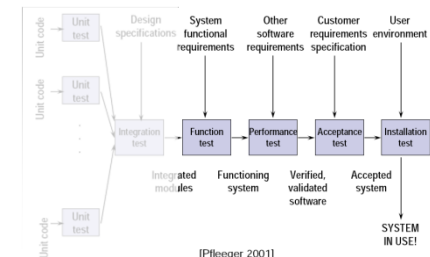 Design
specifications
System
functional
requirements
Other
software
requirements
Customer
requirements
specification
User
environment
Unit code
Unit
test
Unit code
Unit
test
.
.
.
Integration
test
Function
test
Performance
test
Acceptance
test
Installation
test
Integrated
modules
Functioning
system
Verified,
validated
software
Accepted
system
Unit code
Unit
test
SYSTEM
IN USE!
[Pfleeger 2001]